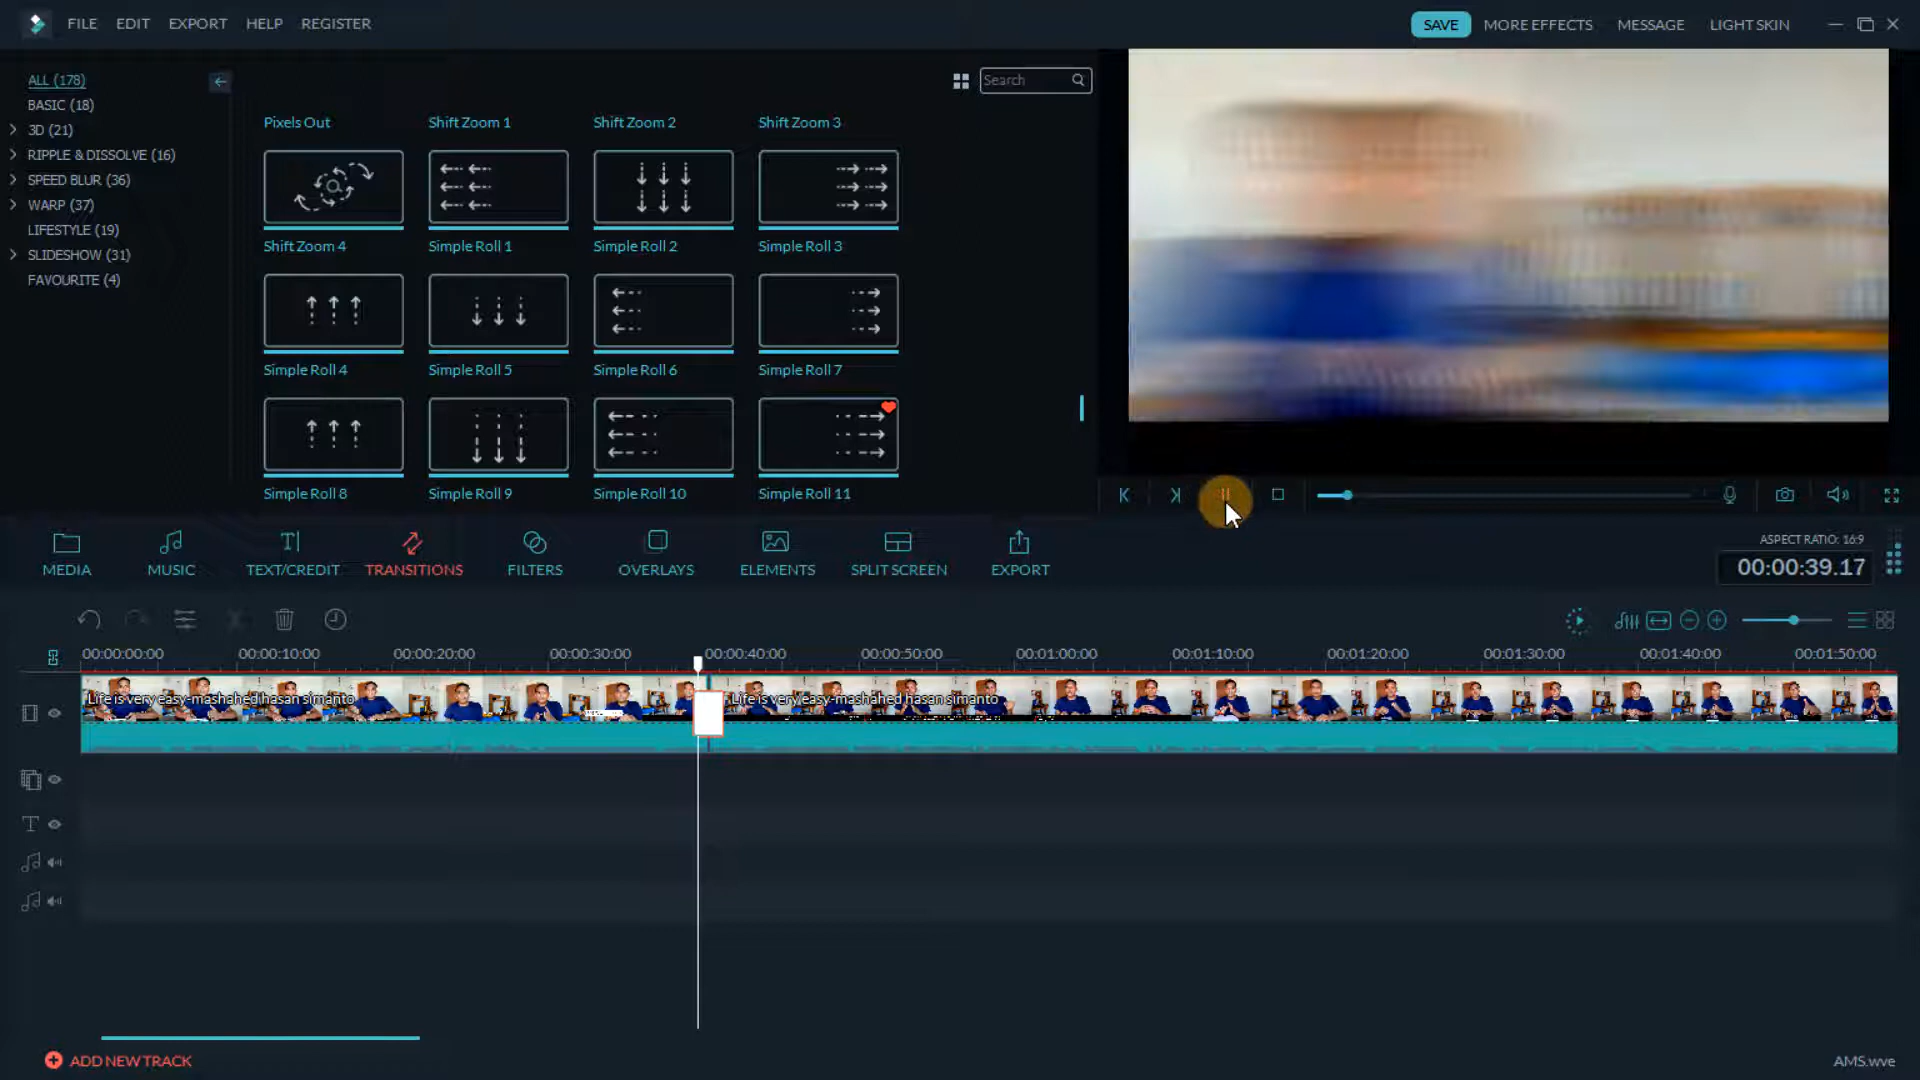 FILE EDIT EXPORT HELP REGISTER
SAVE MORE EFFECTS MESSAGE LIGHT SKIN
ALL (178)
BASIC (18)
3D (21)
RIPPLE & DISSOLVE (16)
SPEED BLUR (36)
WARP (37)
LIFESTYLE (19)
SLIDESHOW (31)
FAVOURITE (4)
Search
Pixels Out Shift Zoom 1 Shift Zoom 2 Shift Zoom 3
Shift Zoom 4 Simple Roll 1 Simple Roll 2 Simple Roll 3
Simple Roll 4 Simple Roll 5 Simple Roll 6 Simple Roll 7
Simple Roll 8 Simple Roll 9 Simple Roll 10 Simple Roll 11
MEDIA MUSIC TEXT/CREDIT TRANSITIONS FILTERS OVERLAYS ELEMENTS SPLIT SCREEN EXPORT
ASPECT RATIO: 16:9
00:00:39.17
00:00:00:00 00:00:10:00 00:00:20:00 00:00:30:00 00:00:40:00 00:00:50:00 00:01:00:00 00:01:10:00 00:01:20:00 00:01:30:00 00:01:40:00 00:01:50:00
Life is very easy-mashahed hasan simanto Life is very easy-mashahed hasan simanto
ADD NEW TRACK
AMS.wve